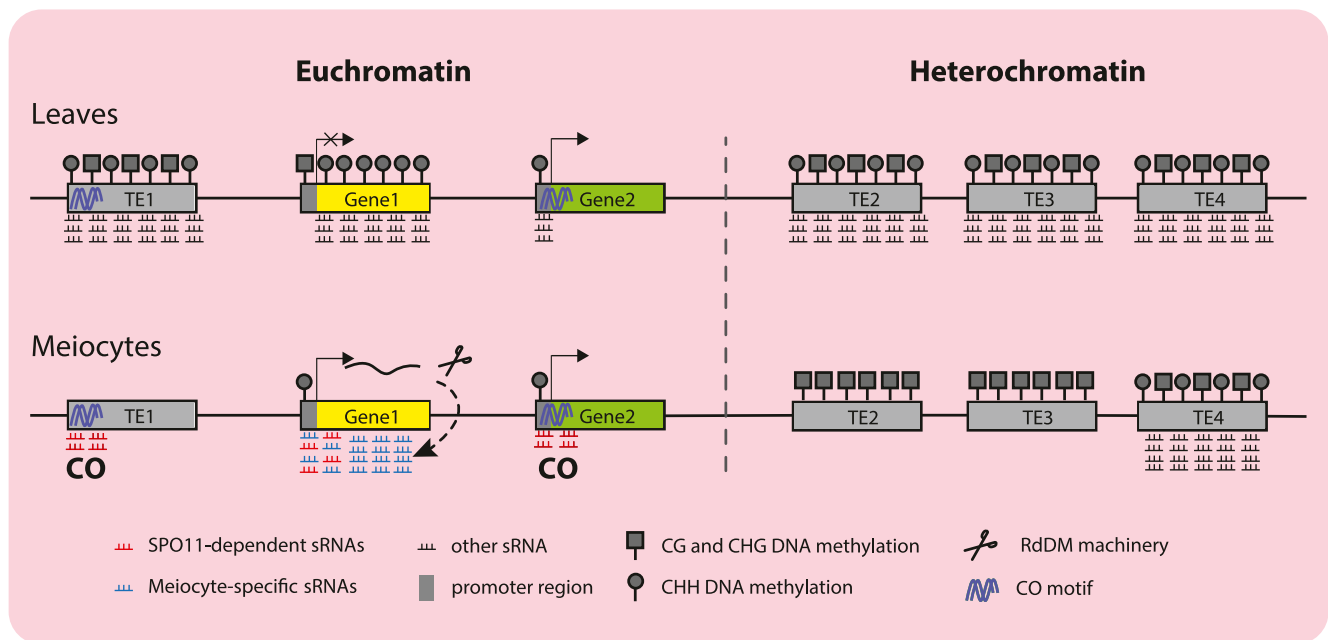 Euchromatin Heterochromatin
Leaves
TE1 Gene1 Gene2 TE2 TE3 TE4
Meiocytes
TE1 Gene1 Gene2 TE2 TE3 TE4
CO CO
SPO11-dependent sRNAs other sRNA CG and CHG DNA methylation RdDM machinery
Meiocyte-specific sRNAs promoter region CHH DNA methylation CO motif